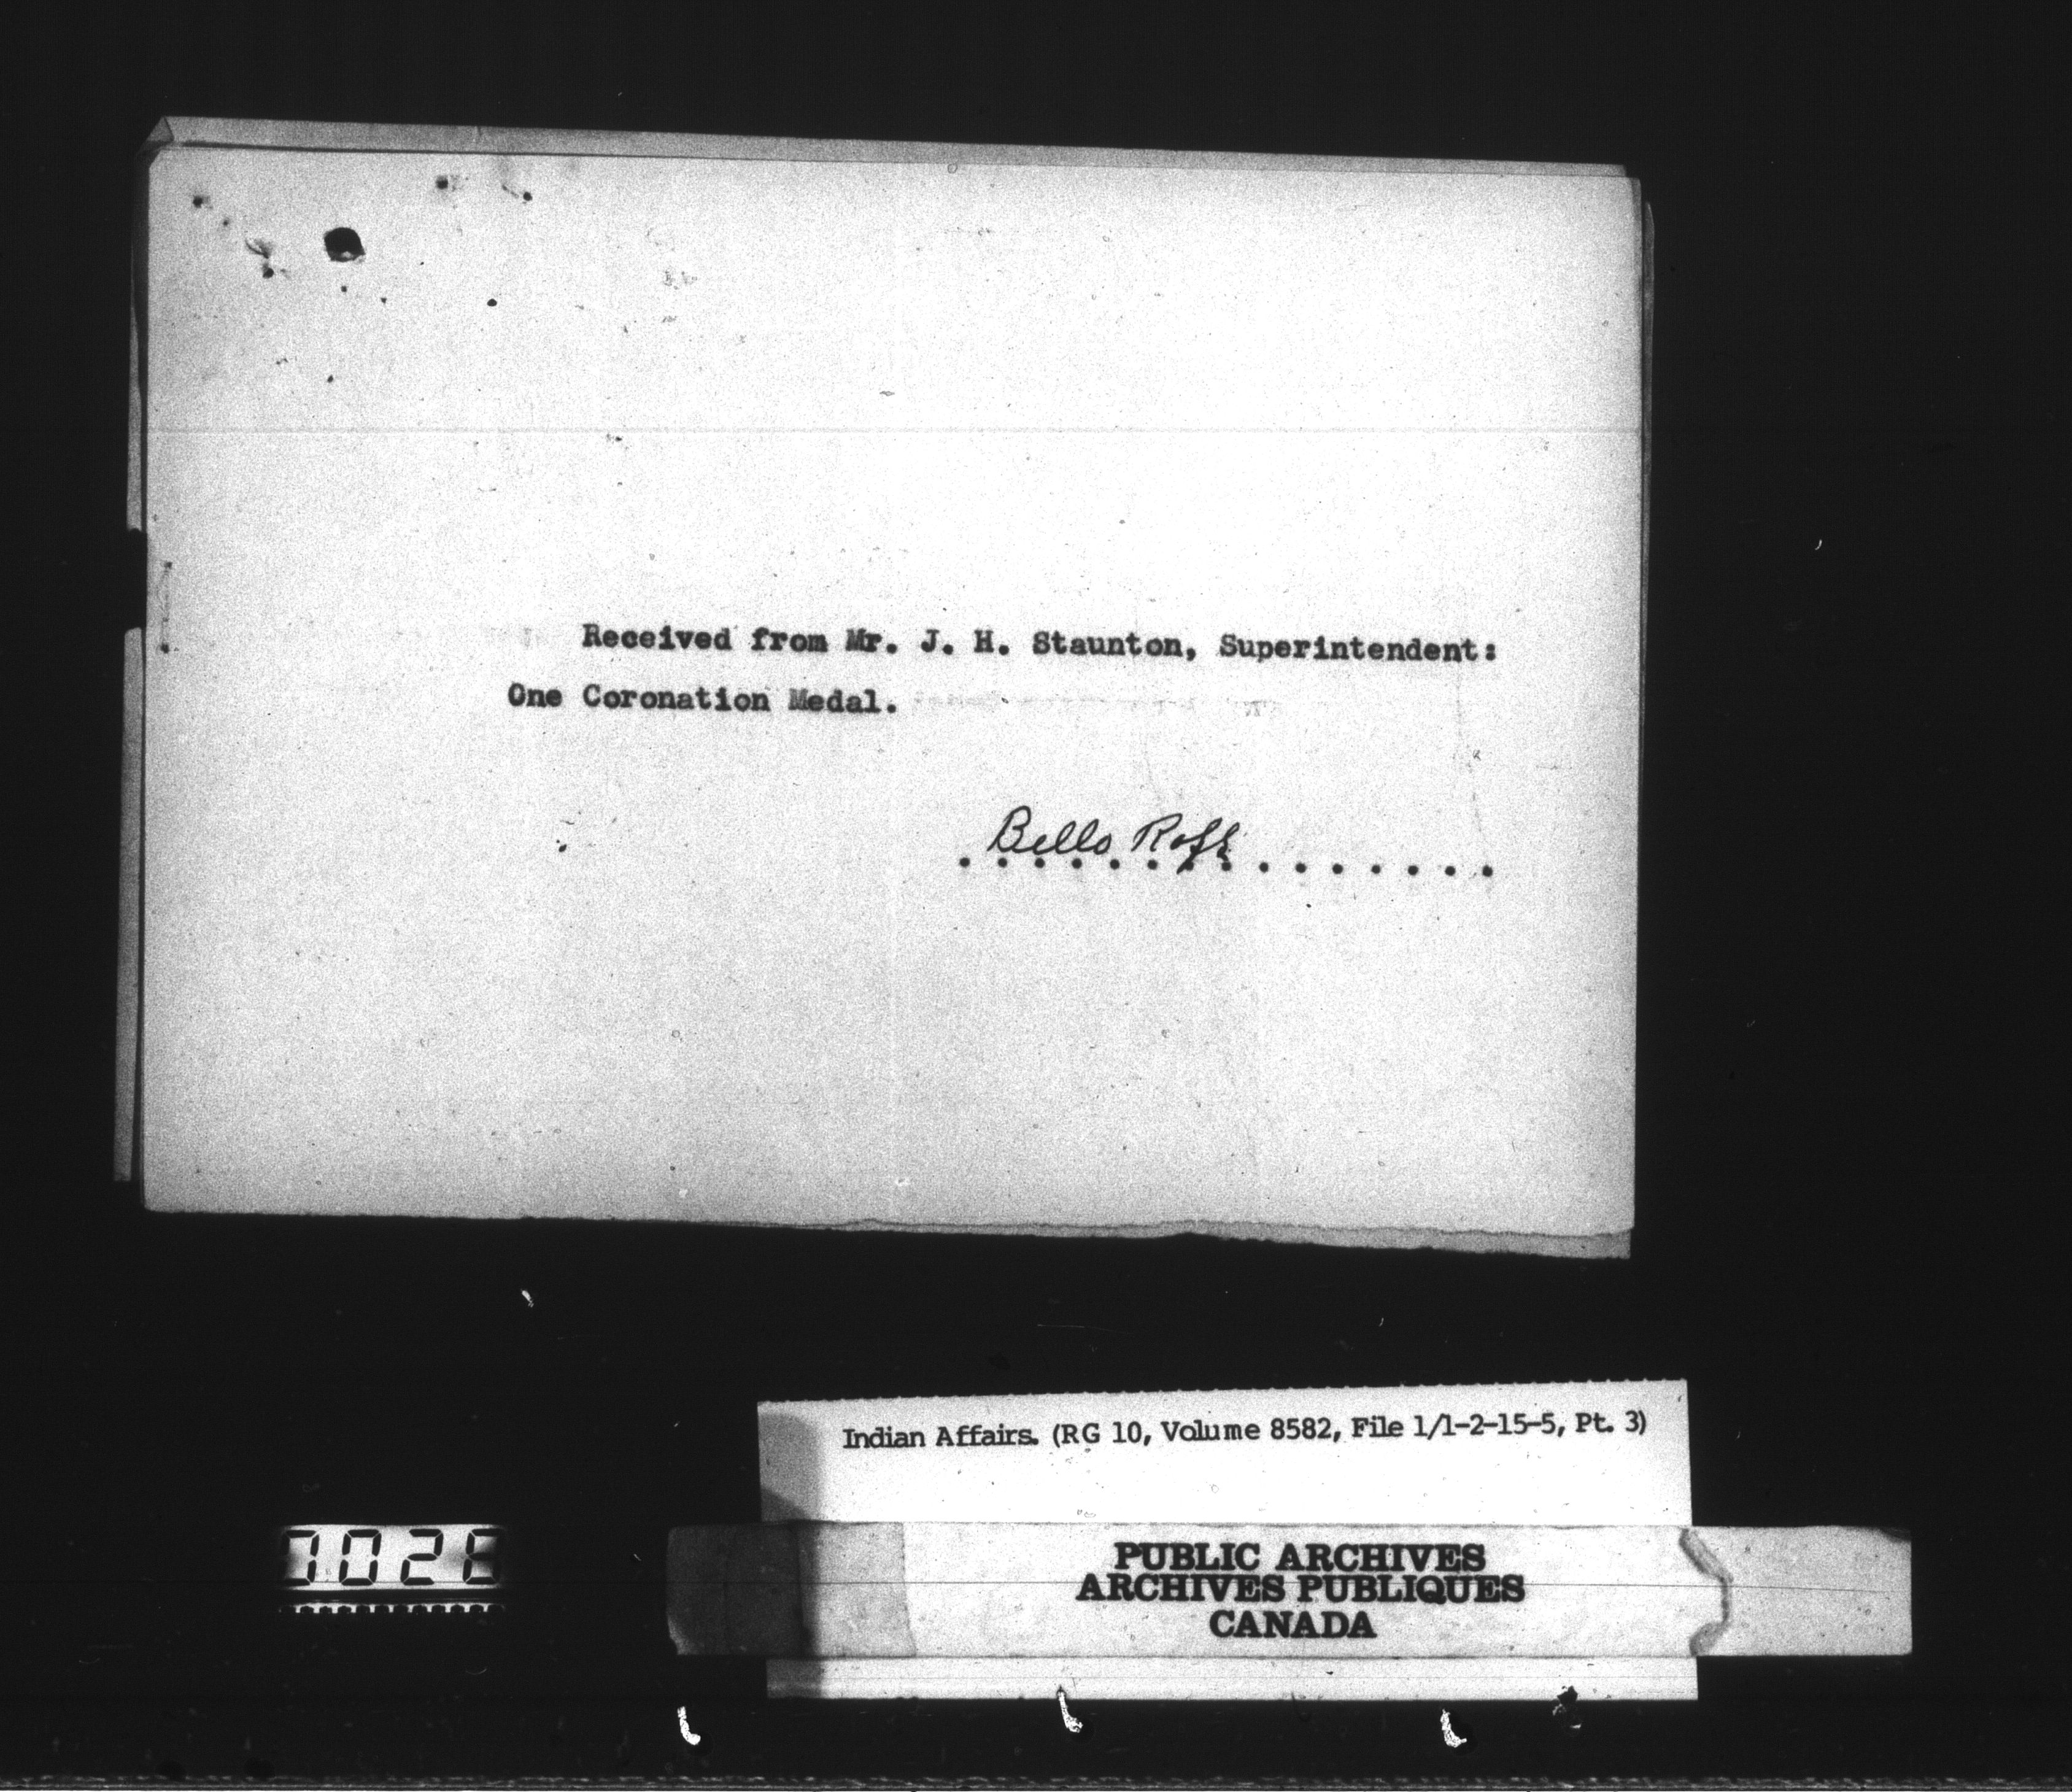 Received from Mr. J. H. Staunton, Superintendent:
One Coronation Medal.
Bello
Indian Affairs. (RG 10, Volume 8582, File 1/1-2-15-5, Pt. 3)
PUBLIC ARCHIVES
ARCHIVES PUBLIQUES
CANADA